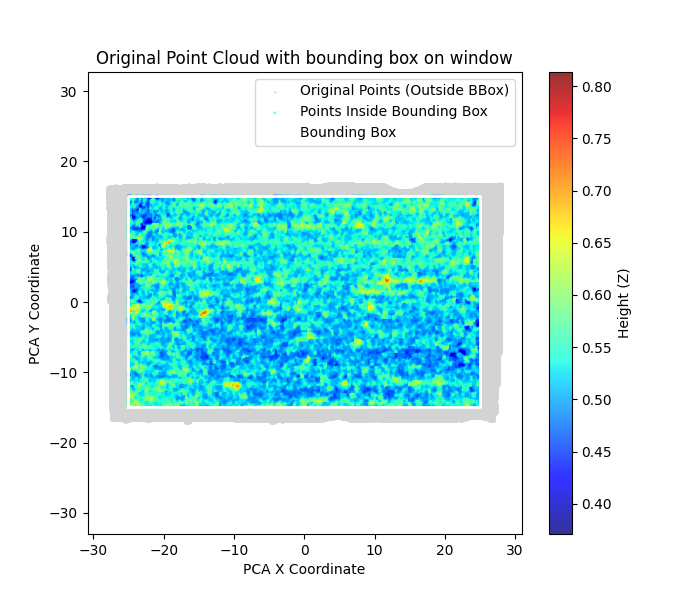 Original Point Cloud with bounding box on window
Original Points (Outside BBox)
Points Inside Bounding Box
Bounding Box
30
20
10
0
−10
−20
−30
PCA Y Coordinate
−30 −20 −10 0 10 20 30
PCA X Coordinate
0.80
0.75
0.70
0.65
0.60
0.55
0.50
0.45
0.40
Height (Z)